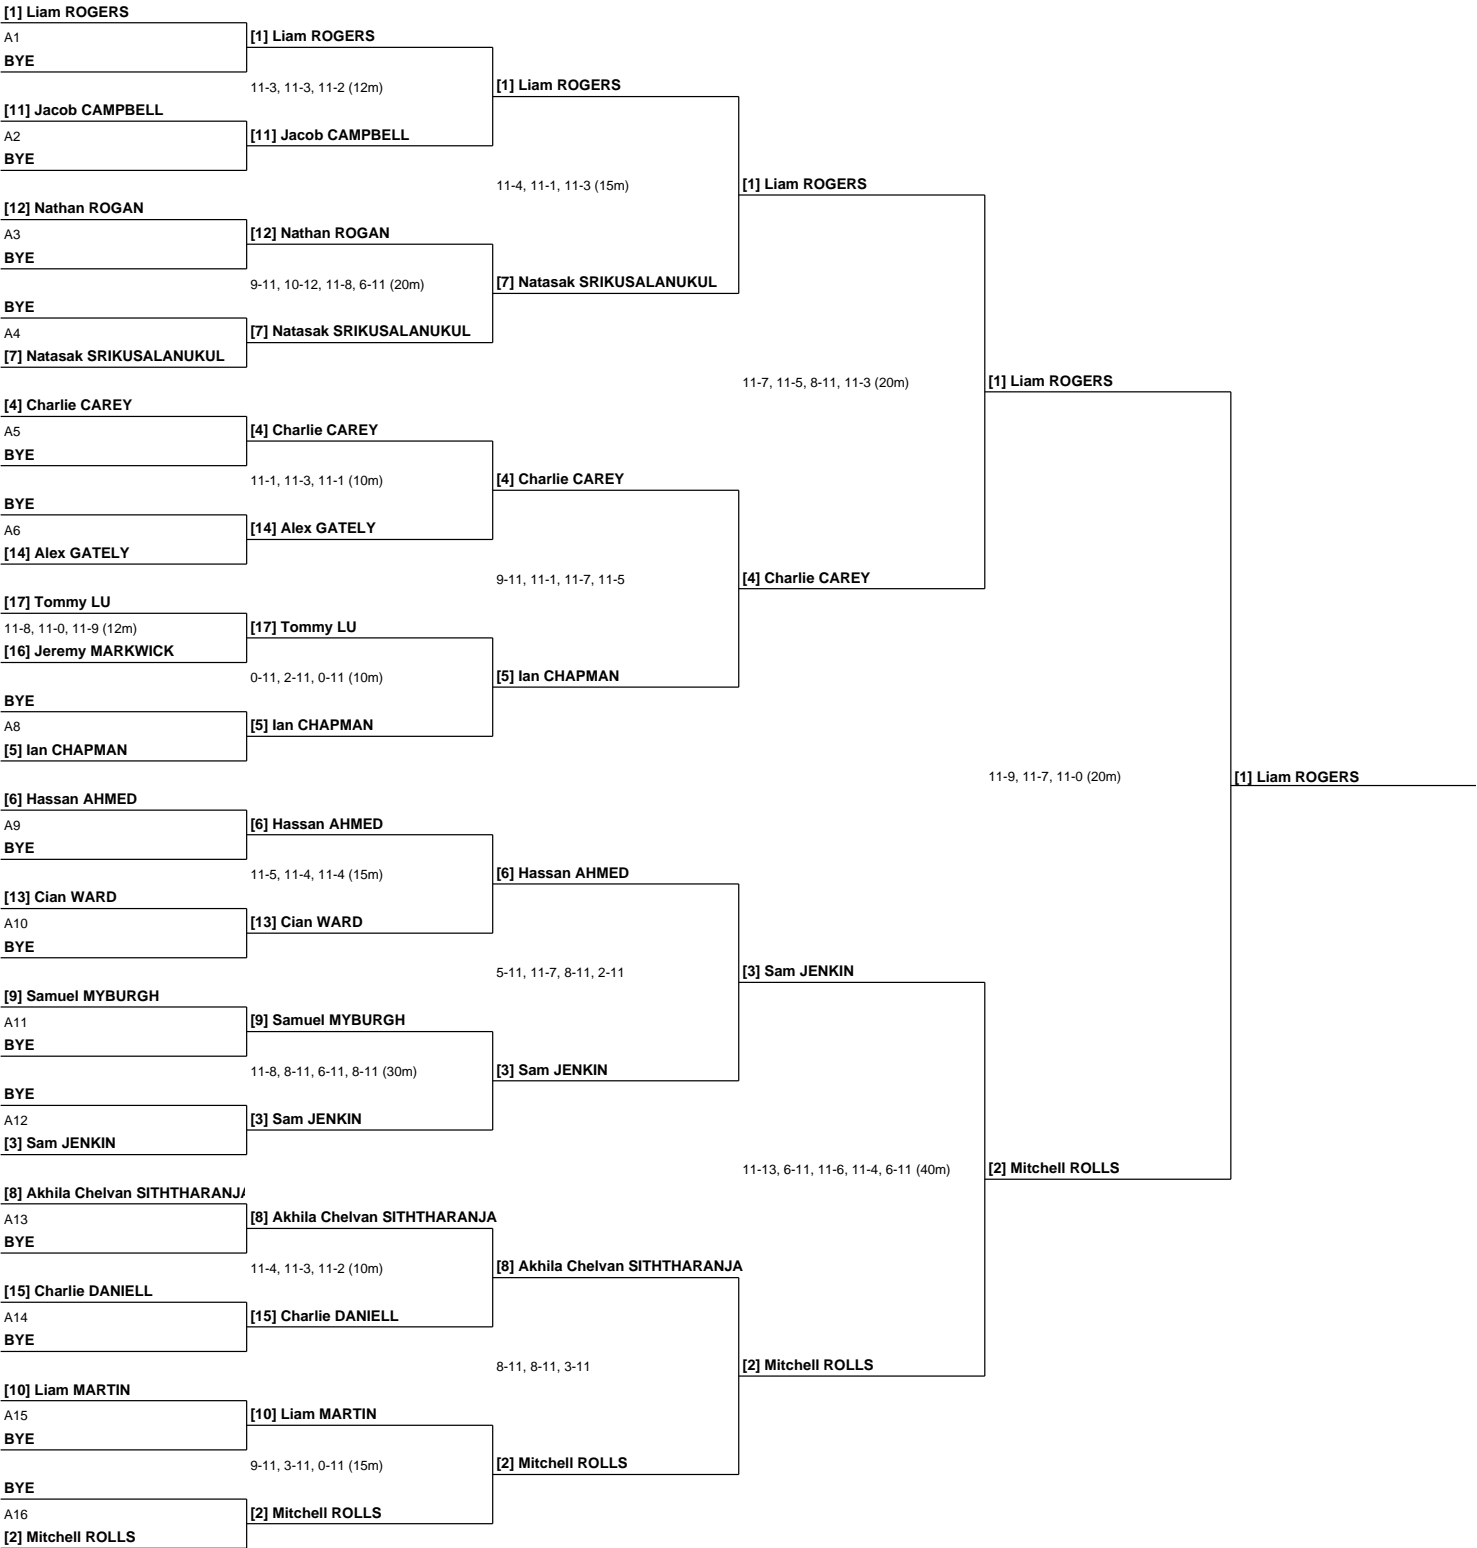 [1] Liam ROGERS
A1
BYE
[11] Jacob CAMPBELL
A2
BYE
[12] Nathan ROGAN
A3
BYE
BYE
A4
[7] Natasak SRIKUSALANUKUL
[4] Charlie CAREY
A5
BYE
BYE
A6
[14] Alex GATELY
[17] Tommy LU
11-8, 11-0, 11-9 (12m)
[16] Jeremy MARKWICK
BYE
A8
[5] Ian CHAPMAN
[6] Hassan AHMED
A9
BYE
[13] Cian WARD
A10
BYE
[9] Samuel MYBURGH
A11
BYE
BYE
A12
[3] Sam JENKIN
[8] Akhila Chelvan SITHTHARANJA
A13
BYE
[15] Charlie DANIELL
A14
BYE
[10] Liam MARTIN
A15
BYE
BYE
A16
[2] Mitchell ROLLS
[1] Liam ROGERS
11-3, 11-3, 11-2 (12m)
[11] Jacob CAMPBELL
[12] Nathan ROGAN
9-11, 10-12, 11-8, 6-11 (20m)
[7] Natasak SRIKUSALANUKUL
[4] Charlie CAREY
11-1, 11-3, 11-1 (10m)
[14] Alex GATELY
[17] Tommy LU
0-11, 2-11, 0-11 (10m)
[5] Ian CHAPMAN
[6] Hassan AHMED
11-5, 11-4, 11-4 (15m)
[13] Cian WARD
[9] Samuel MYBURGH
11-8, 8-11, 6-11, 8-11 (30m)
[3] Sam JENKIN
[8] Akhila Chelvan SITHTHARANJA
11-4, 11-3, 11-2 (10m)
[15] Charlie DANIELL
[10] Liam MARTIN
9-11, 3-11, 0-11 (15m)
[2] Mitchell ROLLS
[1] Liam ROGERS
11-4, 11-1, 11-3 (15m)
[7] Natasak SRIKUSALANUKUL
[4] Charlie CAREY
9-11, 11-1, 11-7, 11-5
[5] Ian CHAPMAN
[6] Hassan AHMED
5-11, 11-7, 8-11, 2-11
[3] Sam JENKIN
[8] Akhila Chelvan SITHTHARANJA
8-11, 8-11, 3-11
[2] Mitchell ROLLS
[1] Liam ROGERS
11-7, 11-5, 8-11, 11-3 (20m)
[4] Charlie CAREY
[3] Sam JENKIN
11-13, 6-11, 11-6, 11-4, 6-11 (40m)
[2] Mitchell ROLLS
[1] Liam ROGERS
11-9, 11-7, 11-0 (20m)
[2] Mitchell ROLLS
[1] Liam ROGERS